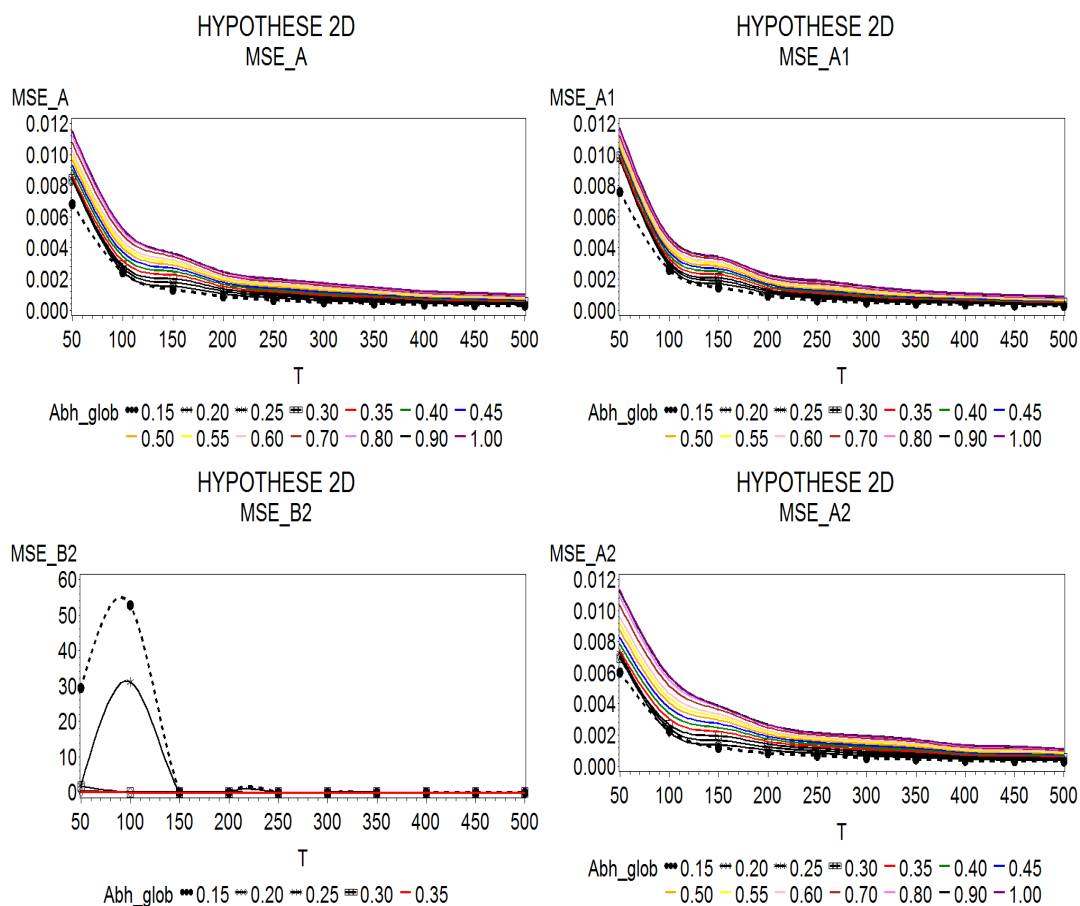 HYPOTHESE 2D
MSE_A
MSE_A
0.012
0.010
0.008
0.006
0.004
0.002
0.000
50 100 150 200 250 300 350 400 450 500
T
Abh_glob 0.15 0.20 0.25 0.30 0.35 0.40 0.45
0.50 0.55 0.60 0.70 0.80 0.90 1.00
HYPOTHESE 2D
MSE_A1
MSE_A1
0.012
0.010
0.008
0.006
0.004
0.002
0.000
50 100 150 200 250 300 350 400 450 500
T
Abh_glob 0.15 0.20 0.25 0.30 0.35 0.40 0.45
0.50 0.55 0.60 0.70 0.80 0.90 1.00
HYPOTHESE 2D
MSE_B2
MSE_B2
60
50
40
30
20
10
0
50 100 150 200 250 300 350 400 450 500
T
Abh_glob 0.15 0.20 0.25 0.30 0.35
HYPOTHESE 2D
MSE_A2
MSE_A2
0.012
0.010
0.008
0.006
0.004
0.002
0.000
50 100 150 200 250 300 350 400 450 500
T
Abh_glob 0.15 0.20 0.25 0.30 0.35 0.40 0.45
0.50 0.55 0.60 0.70 0.80 0.90 1.00